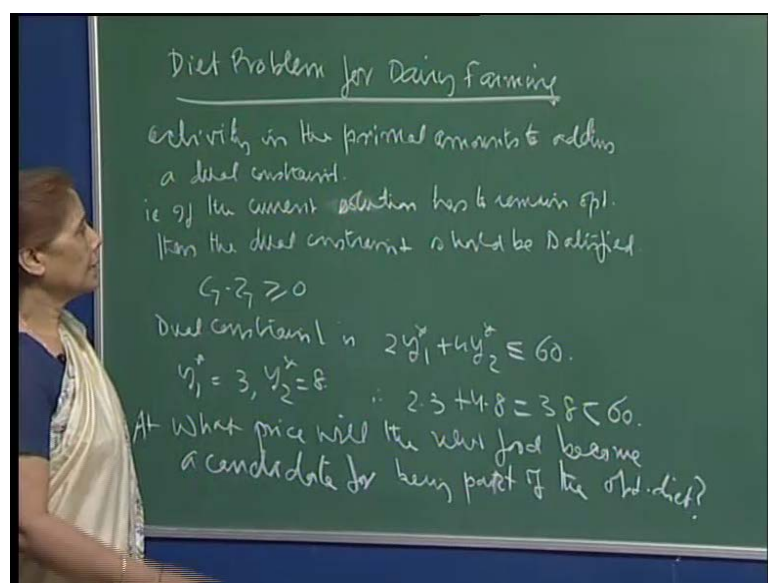 Diet Problem for Dairy Farming
activity in the primal amounts to adding
a dual constraint.
ie if the current solution has to remain opt.
then the dual constraint should be satisfied.
C₇-Z₇ ≥ 0
Dual constraint is 2y₁* + 4y₂* ≤ 60.
y₁* = 3, y₂* = 8. ∴ 2.3 + 4.8 = 38 < 60.
At what price will the new food become
a candidate for being part of the opt. diet?